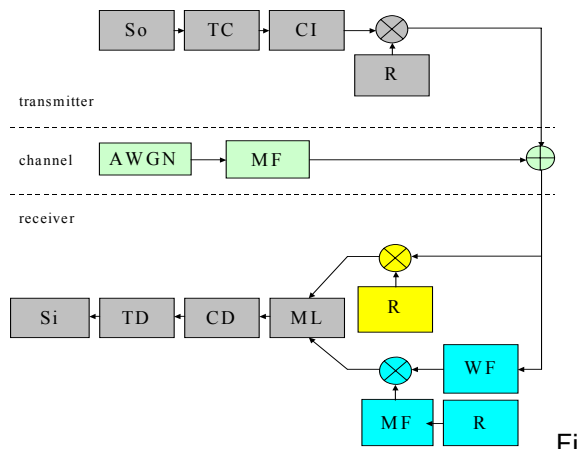 So TC CI
R
transmitter
channel AWGN MF
receiver
R
Si TD CD ML
WF
MF R
Fi